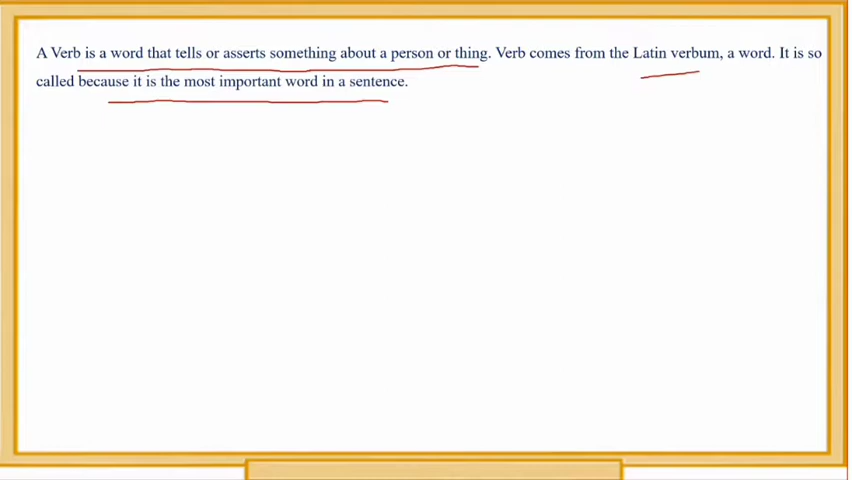 A Verb is a word that tells or asserts something about a person or thing. Verb comes from the Latin verbum, a word. It is so
called because it is the most important word in a sentence.